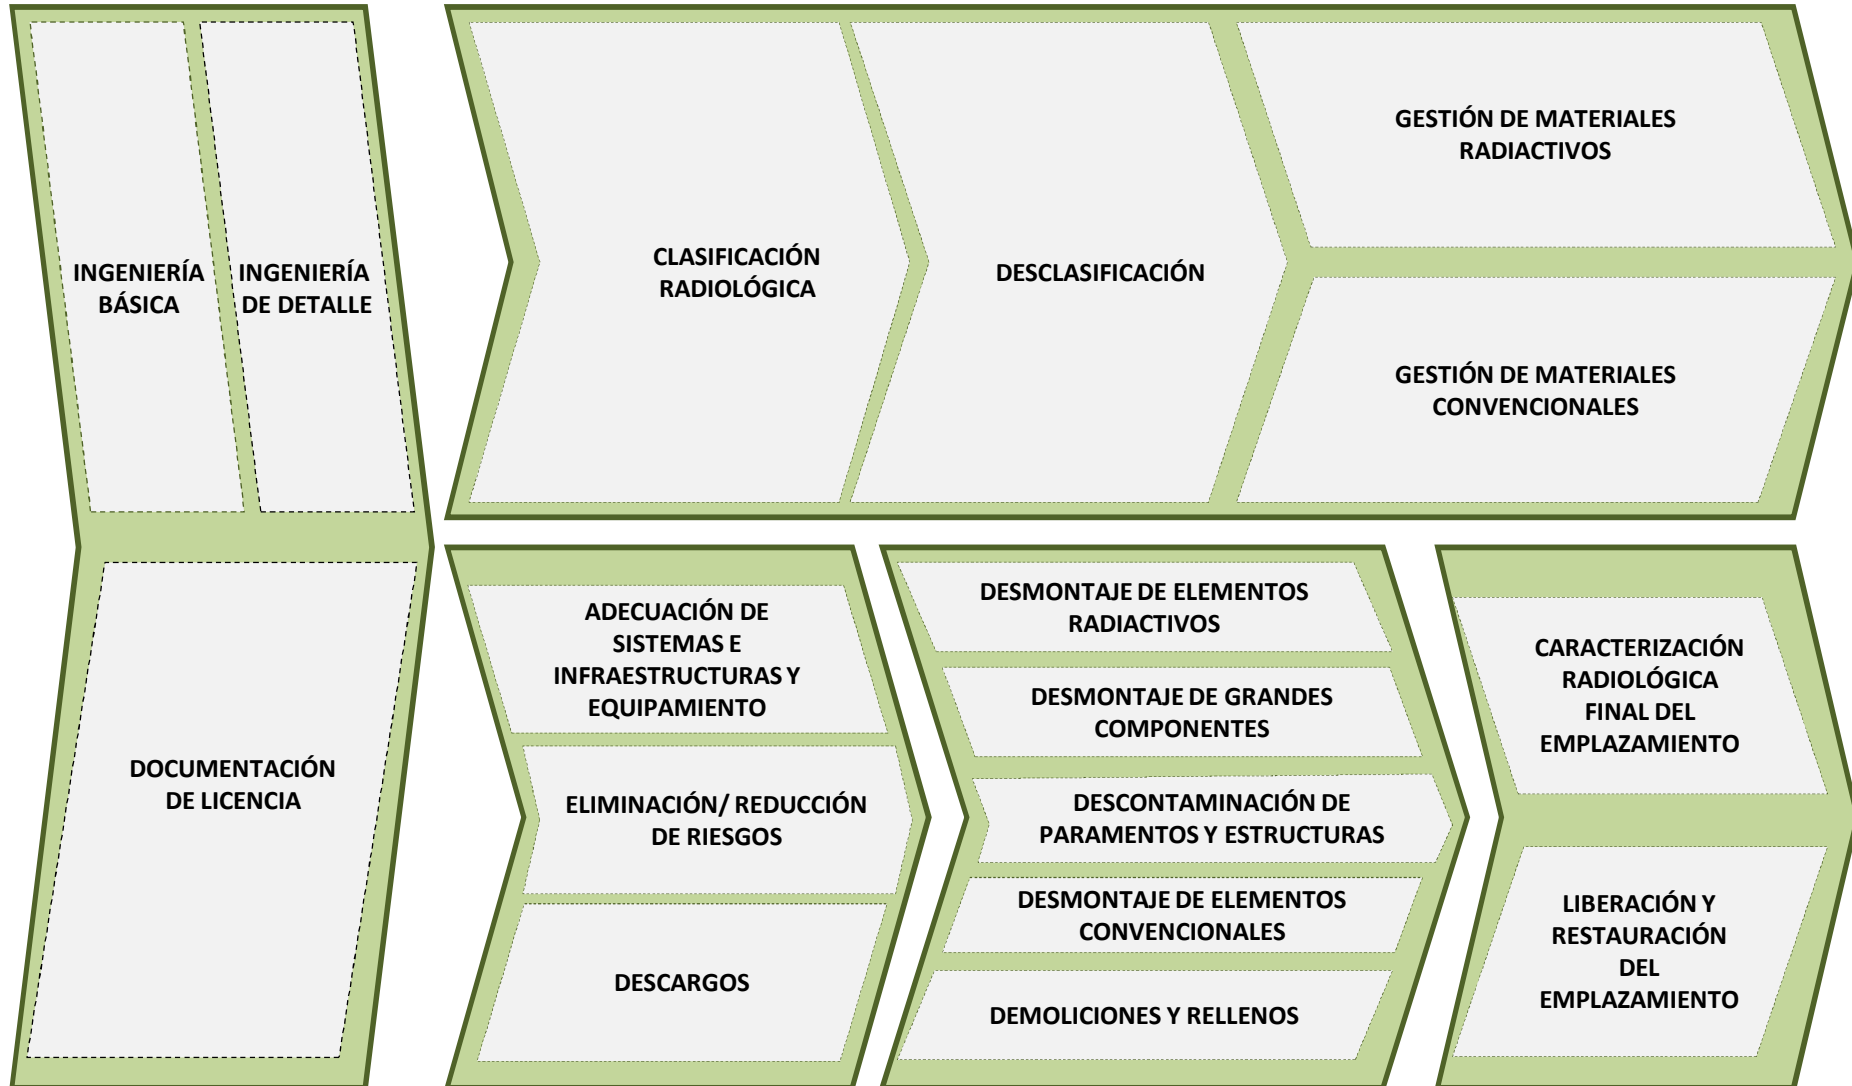 INGENIERÍA
BÁSICA
INGENIERÍA
DE DETALLE
DOCUMENTACIÓN
DE LICENCIA
CLASIFICACIÓN
RADIOLÓGICA
DESCLASIFICACIÓN
GESTIÓN DE MATERIALES
RADIACTIVOS
GESTIÓN DE MATERIALES
CONVENCIONALES
ADECUACIÓN DE
SISTEMAS E
INFRAESTRUCTURAS Y
EQUIPAMIENTO
ELIMINACIÓN/ REDUCCIÓN
DE RIESGOS
DESCARGOS
DESMONTAJE DE ELEMENTOS
RADIACTIVOS
DESMONTAJE DE GRANDES
COMPONENTES
DESCONTAMINACIÓN DE
PARAMENTOS Y ESTRUCTURAS
DESMONTAJE DE ELEMENTOS
CONVENCIONALES
DEMOLICIONES Y RELLENOS
CARACTERIZACIÓN
RADIOLÓGICA
FINAL DEL
EMPLAZAMIENTO
LIBERACIÓN Y
RESTAURACIÓN
DEL
EMPLAZAMIENTO